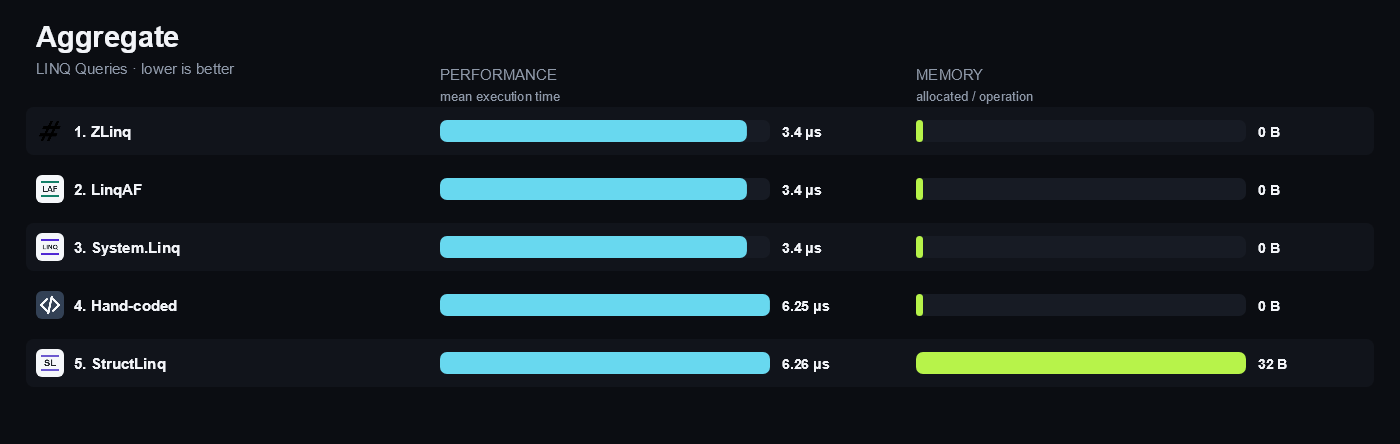 Aggregate
LINQ Queries · lower is better
PERFORMANCE
mean execution time
MEMORY
allocated / operation
# 1. ZLinq 3.4 µs 0 B
LAF 2. LinqAF 3.4 µs 0 B
LINQ 3. System.Linq 3.4 µs 0 B
</> 4. Hand-coded 6.25 µs 0 B
SL 5. StructLinq 6.26 µs 32 B